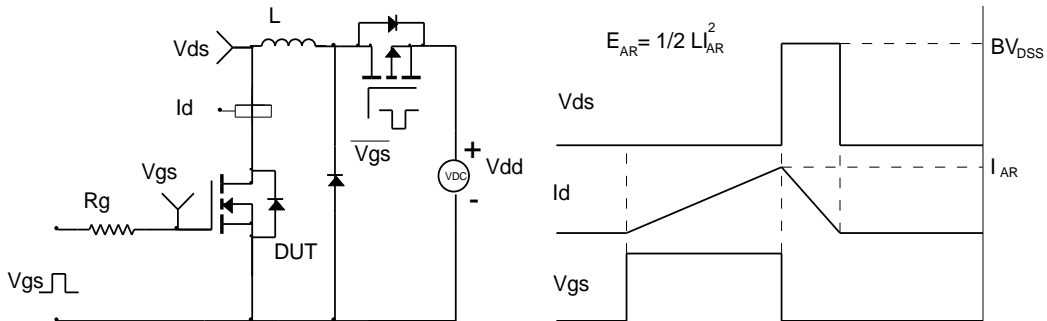 L
Vds
Id
Vgs
Vgs
+
Vdd
VDC
-
Rg
DUT
Vgs
E_AR= 1/2 LI_AR^2
BV_DSS
Vds
I_AR
Id
Vgs